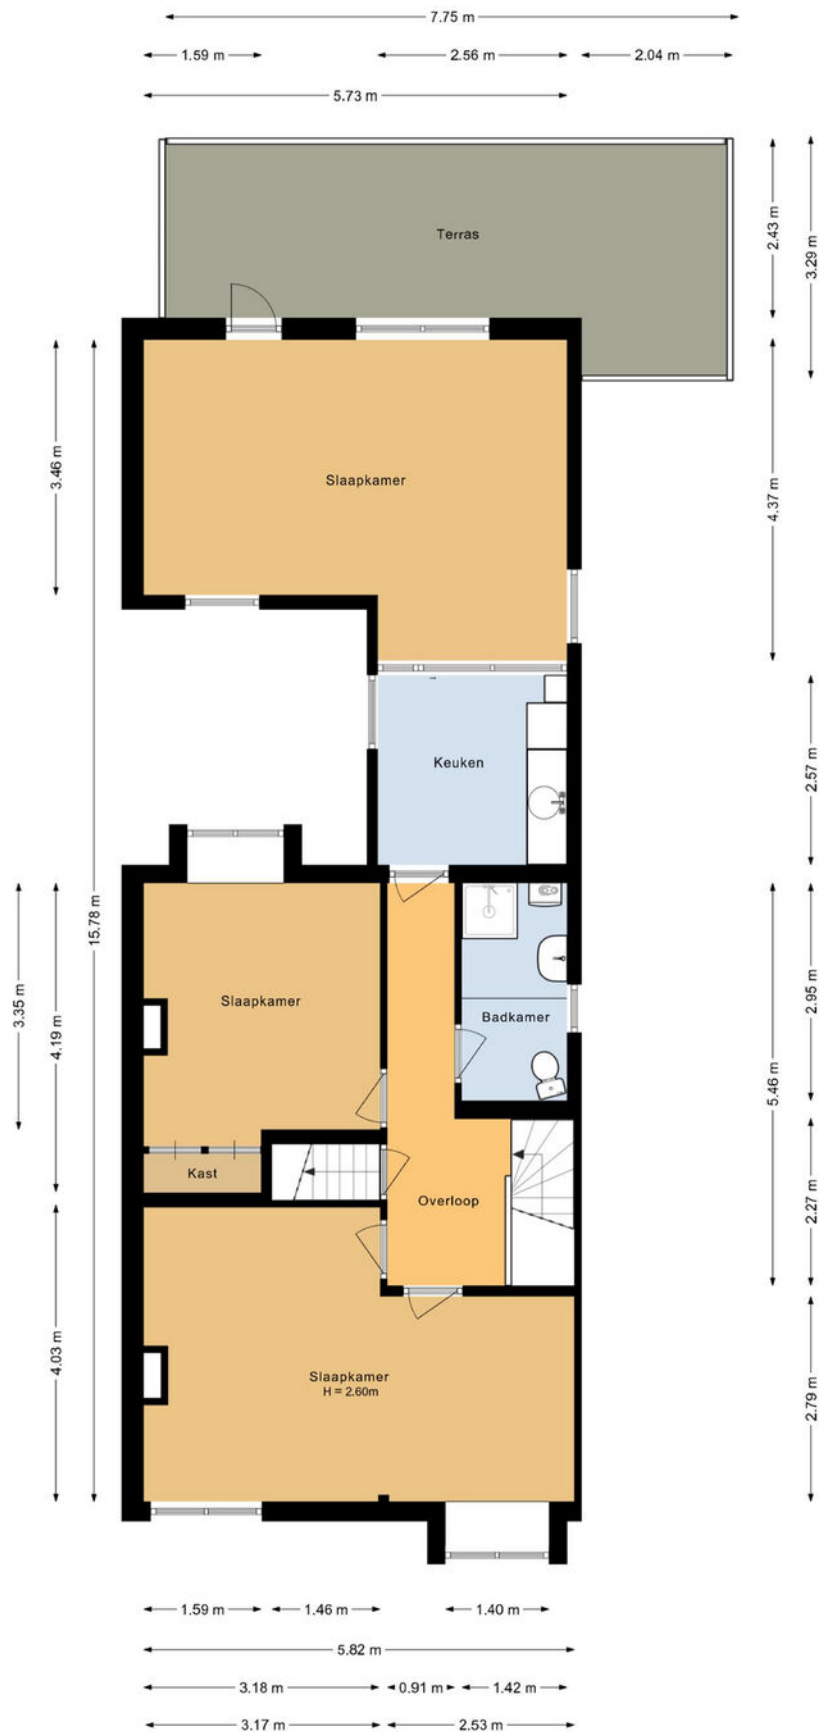 7.75 m
1.59 m
2.56 m
2.04 m
5.73 m
Terras
2.43 m
3.29 m
Slaapkamer
3.46 m
4.37 m
Keuken
2.57 m
15.78 m
Slaapkamer
3.35 m
4.19 m
Badkamer
2.95 m
5.46 m
Kast
Overloop
2.27 m
Slaapkamer
H = 2.60m
4.03 m
2.79 m
1.59 m
1.46 m
1.40 m
5.82 m
3.18 m
0.91 m
1.42 m
3.17 m
2.53 m